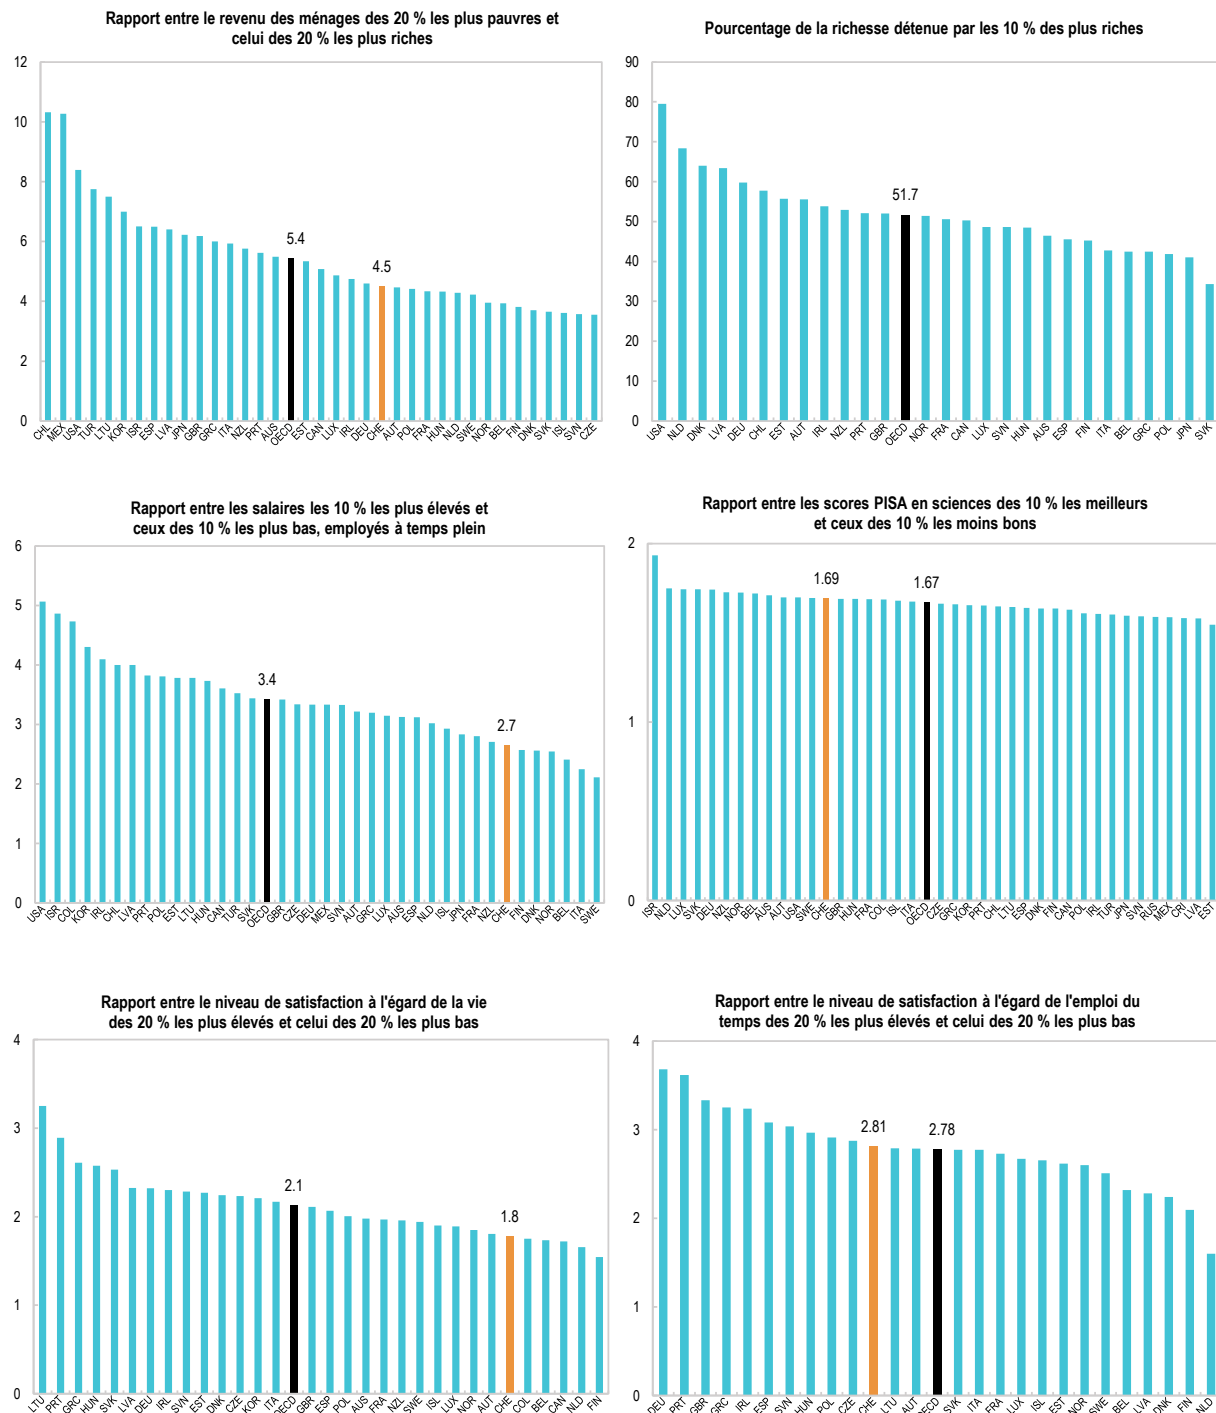 Rapport entre le revenu des ménages des 20 % les plus pauvres et
celui des 20 % les plus riches
12
10
8
6
4
2
0
5.4
4.5
CHL MEX USA TUR LTU KOR ISR ESP LVA JPN GBR GRC ITA NZL PRT AUS OECD EST CAN LUX IRL DEU CHE AUT POL FRA HUN NLD SWE NOR BEL FIN DNK SVK ISL SVN CZE
Pourcentage de la richesse détenue par les 10 % des plus riches
90
80
70
60
50
40
30
20
10
0
51.7
USA NLD DNK LVA DEU CHL EST AUT IRL NZL PRT GBR OECD NOR FRA CAN LUX SVN HUN AUS ESP FIN ITA BEL GRC POL JPN SVK
Rapport entre les salaires les 10 % les plus élevés et
ceux des 10 % les plus bas, employés à temps plein
6
5
4
3
2
1
0
3.4
2.7
USA ISR COL KOR IRL CHL LVA PRT POL EST LTU HUN CAN TUR SVK OECD GBR CZE DEU MEX SVN AUT GRC LUX AUS ESP NLD ISL JPN FRA NZL CHE FIN DNK NOR BEL ITA SWE
Rapport entre les scores PISA en sciences des 10 % les meilleurs
et ceux des 10 % les moins bons
2
1
0
1.69
1.67
ISR NLD LUX SVK DEU NZL NOR BEL AUS AUT USA SWE CHE GBR HUN FRA COL ISL ITA OECD CZE GRC KOR PRT CHL LTU ESP DNK FIN CAN POL IRL TUR JPN SVN RUS MEX CRI LVA EST
Rapport entre le niveau de satisfaction à l'égard de la vie
des 20 % les plus élevés et celui des 20 % les plus bas
4
3
2
1
0
2.1
1.8
LTU PRT GRC HUN SVK LVA DEU IRL SVN EST DNK CZE KOR ITA OECD GBR ESP POL AUS FRA NZL SWE ISL LUX NOR AUT CHE COL BEL CAN NLD FIN
Rapport entre le niveau de satisfaction à l'égard de l'emploi du
temps des 20 % les plus élevés et celui des 20 % les plus bas
4
3
2
1
0
2.81
2.78
DEU PRT GBR GRC IRL ESP SVN HUN POL CZE CHE LTU AUT OECD SVK ITA FRA LUX ISL EST NOR SWE BEL LVA DNK FIN NLD